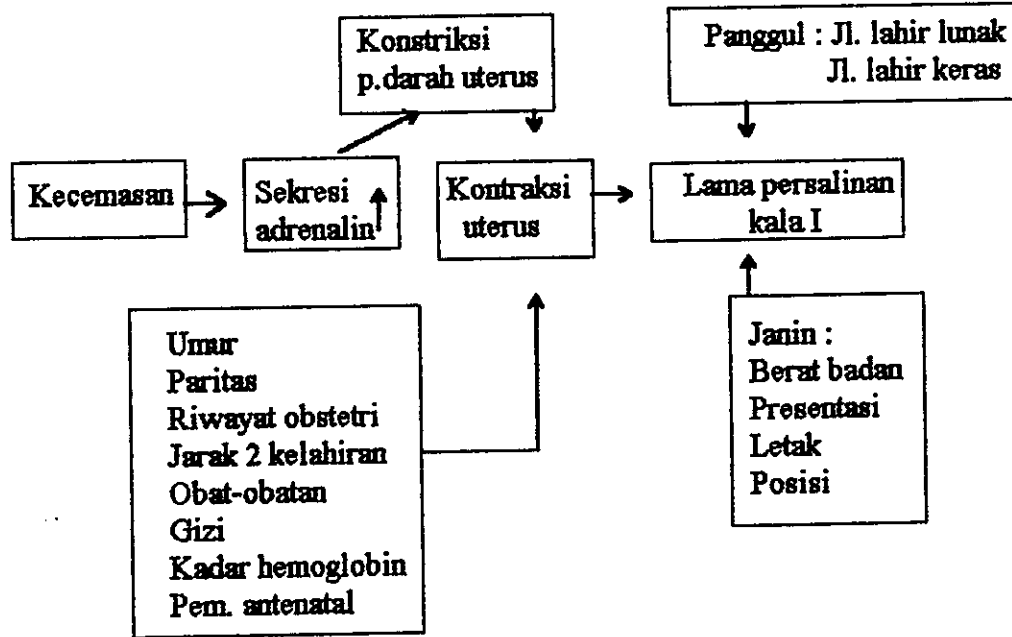 Konstriksi
p.darah uterus
Panggul : Jl. lahir lunak
Jl. lahir keras
Kecemasan
Sekresi
adrenalin
Kontraksi
uterus
Lama persalinan
kala I
Umur
Paritas
Riwayat obstetri
Jarak 2 kelahiran
Obat-obatan
Gizi
Kadar hemoglobin
Pem. antenatal
Janin :
Berat badan
Presentasi
Letak
Posisi